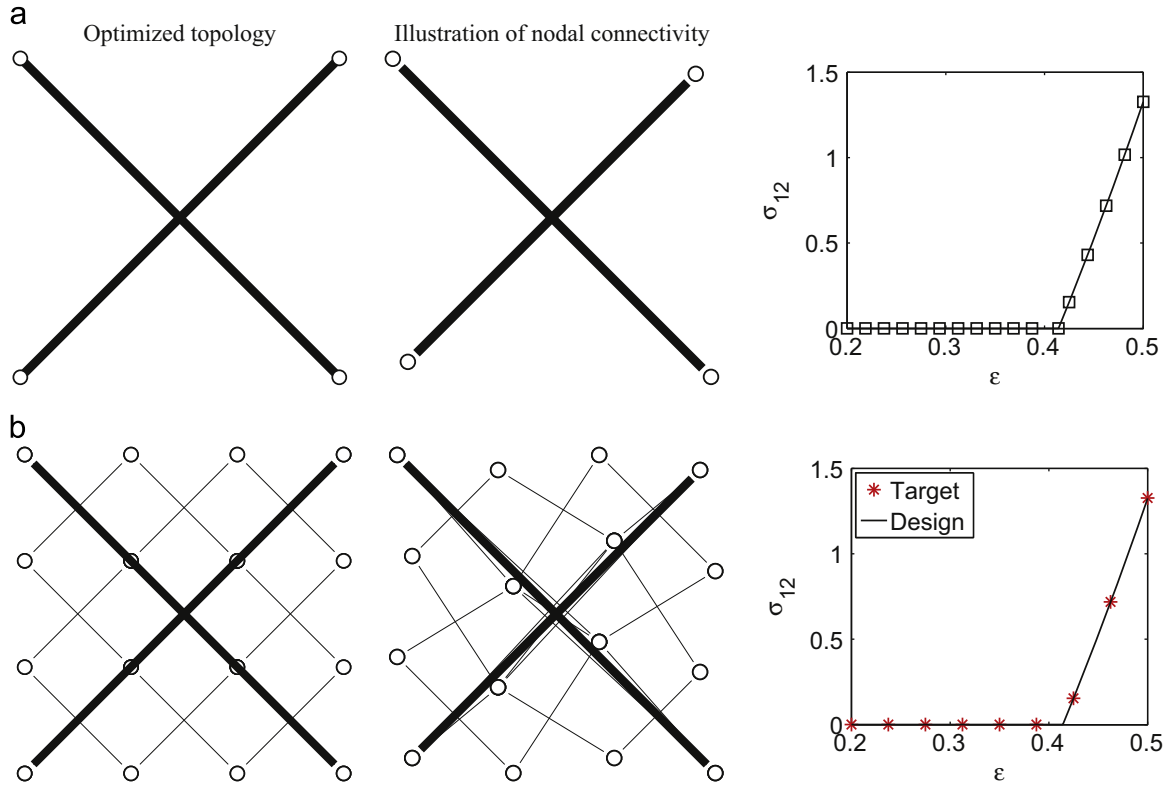 a
Optimized topology
Illustration of nodal connectivity
1.5
1
0.5
0
σ12
0.2
0.3
0.4
0.5
ε
b
1.5
1
0.5
0
σ12
Target
Design
0.2
0.3
0.4
0.5
ε